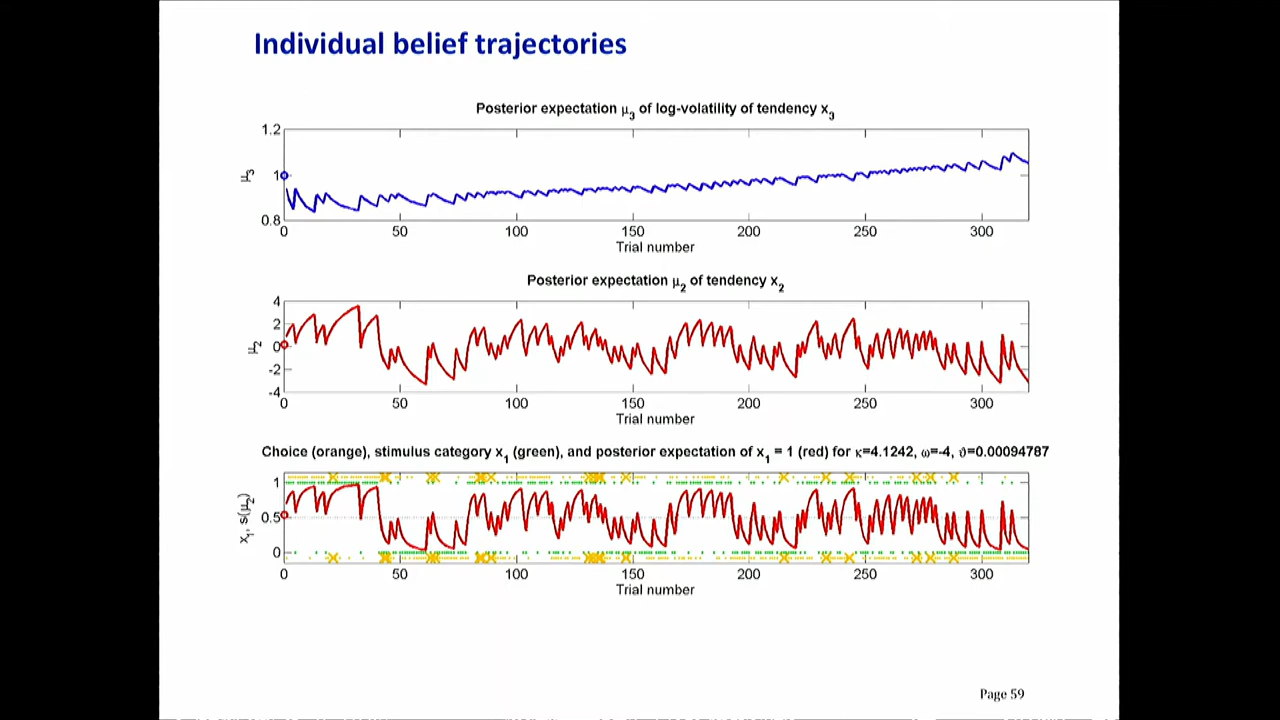 Individual belief trajectories
Posterior expectation μ3 of log-volatility of tendency x3
1.2
1
0.8
μ3
0 50 100 150 200 250 300
Trial number
Posterior expectation μ2 of tendency x2
4
2
0
-2
-4
μ2
0 50 100 150 200 250 300
Trial number
Choice (orange), stimulus category x1 (green), and posterior expectation of x1 = 1 (red) for κ=4.1242, ω=-4, ϑ=0.00094787
1
0.5
0
x1, s(μ2)
0 50 100 150 200 250 300
Trial number
Page 59